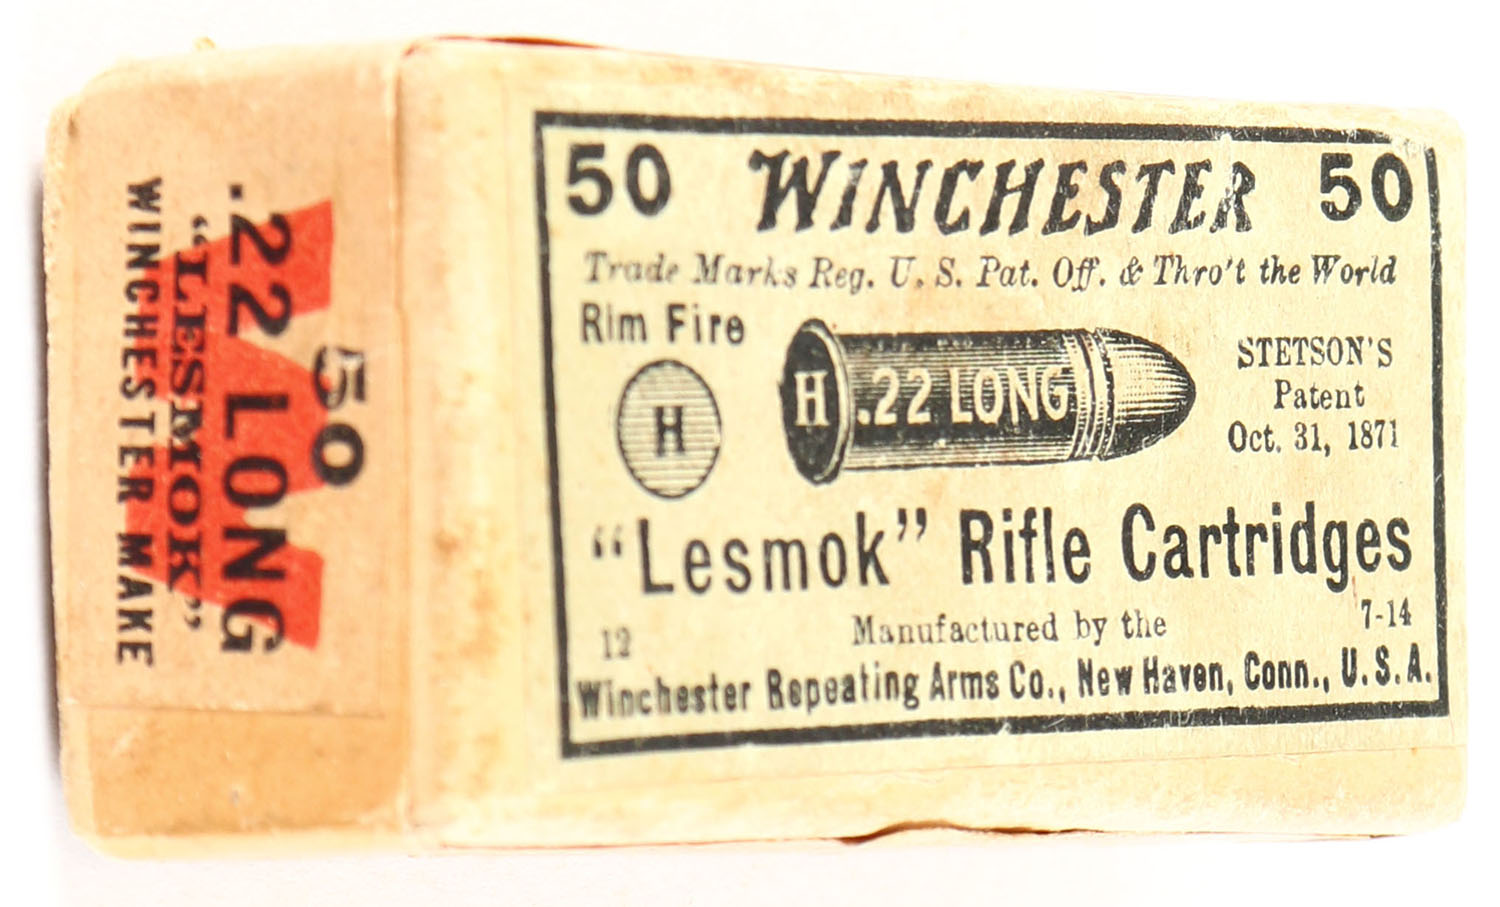 50 WINCHESTER 50
Trade Marks Reg. U. S. Pat. Off. & Thro't the World
Rim Fire
H
H .22 LONG
STETSON'S
Patent
Oct. 31, 1871
"Lesmok" Rifle Cartridges
12
Manufactured by the
7-14
Winchester Repeating Arms Co., New Haven, Conn., U.S.A.
50
.22 LONG
"LESMOK"
WINCHESTER MAKE
W